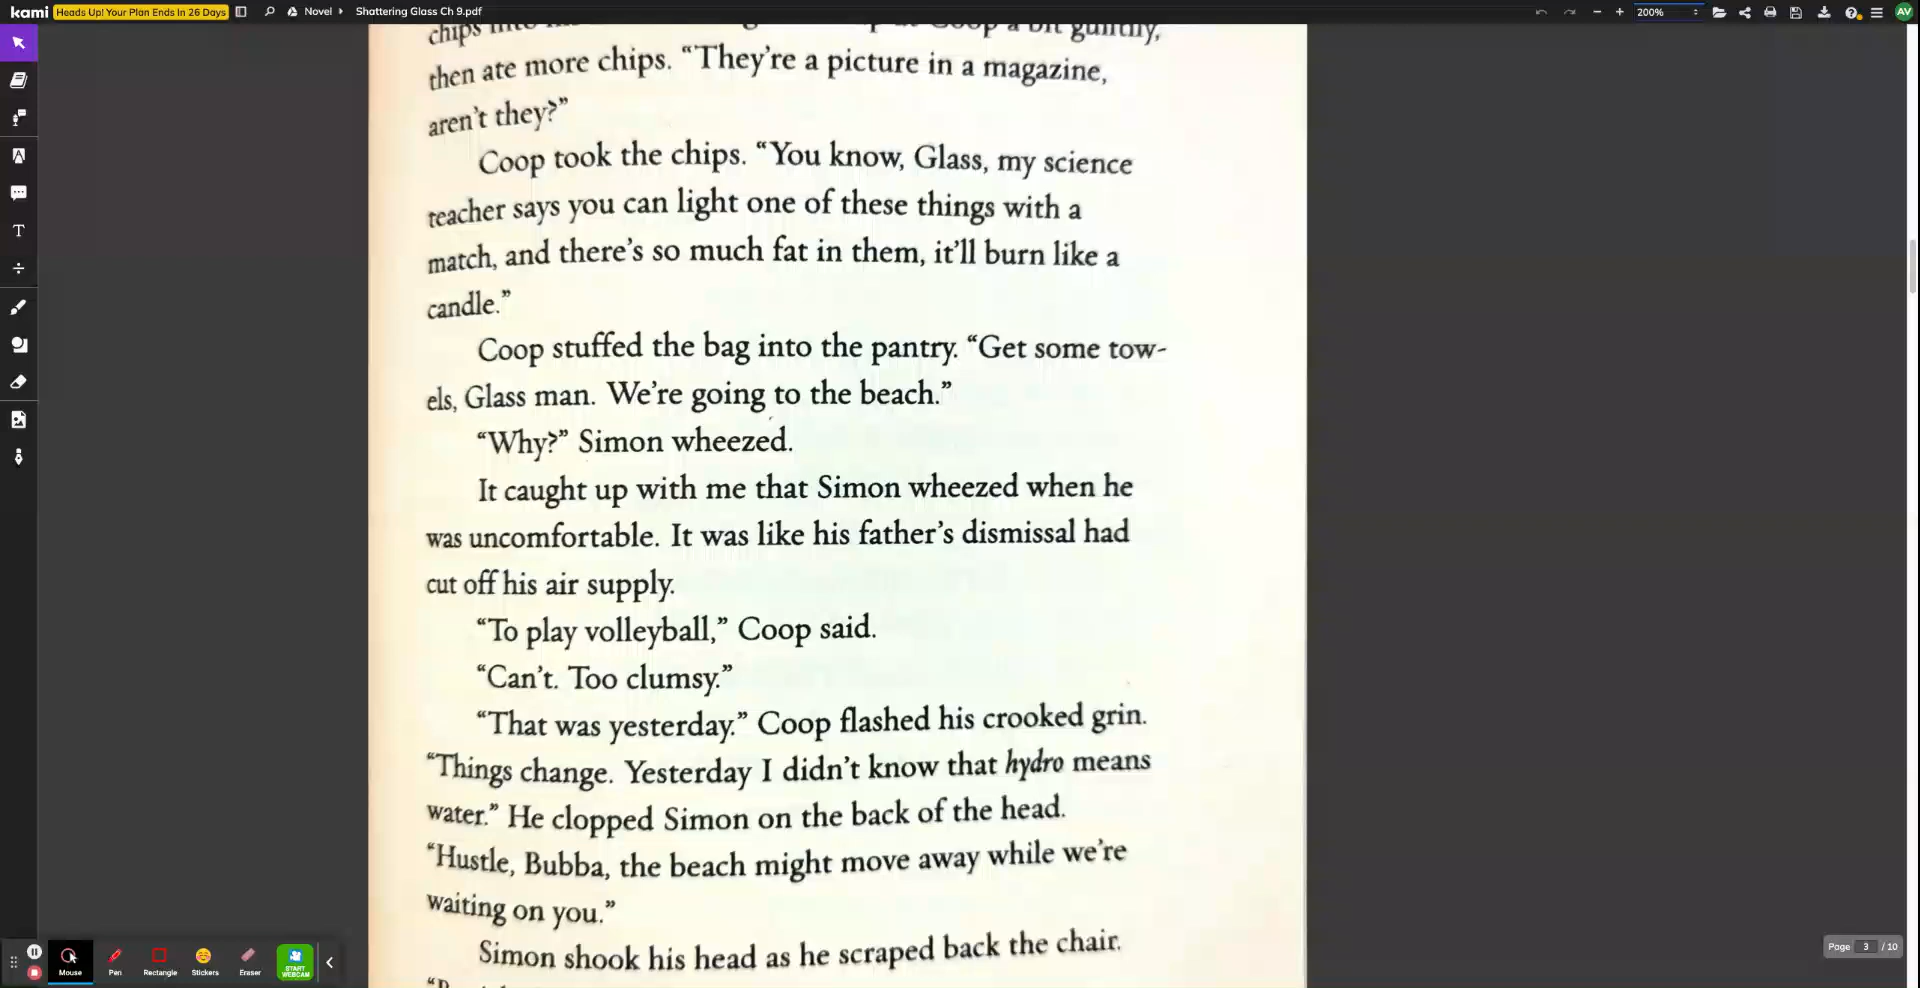 kami
Heads Up! Your Plan Ends In 26 Days
Novel
Shattering Glass Ch 9.pdf
200%
AV
chips into
Coop a bit guiltily,
then ate more chips. “They’re a picture in a magazine,
aren’t they?”
Coop took the chips. “You know, Glass, my science
teacher says you can light one of these things with a
match, and there’s so much fat in them, it’ll burn like a
candle.”
Coop stuffed the bag into the pantry. “Get some tow-
els, Glass man. We’re going to the beach.”
“Why?” Simon wheezed.
It caught up with me that Simon wheezed when he
was uncomfortable. It was like his father’s dismissal had
cut off his air supply.
“To play volleyball,” Coop said.
“Can’t. Too clumsy.”
“That was yesterday.” Coop flashed his crooked grin.
“Things change. Yesterday I didn’t know that hydro means
water.” He clopped Simon on the back of the head.
“Hustle, Bubba, the beach might move away while we’re
waiting on you.”
Simon shook his head as he scraped back the chair.
Page 3 / 10
Mouse
Pen
Rectangle
Stickers
Eraser
START
WEBCAM